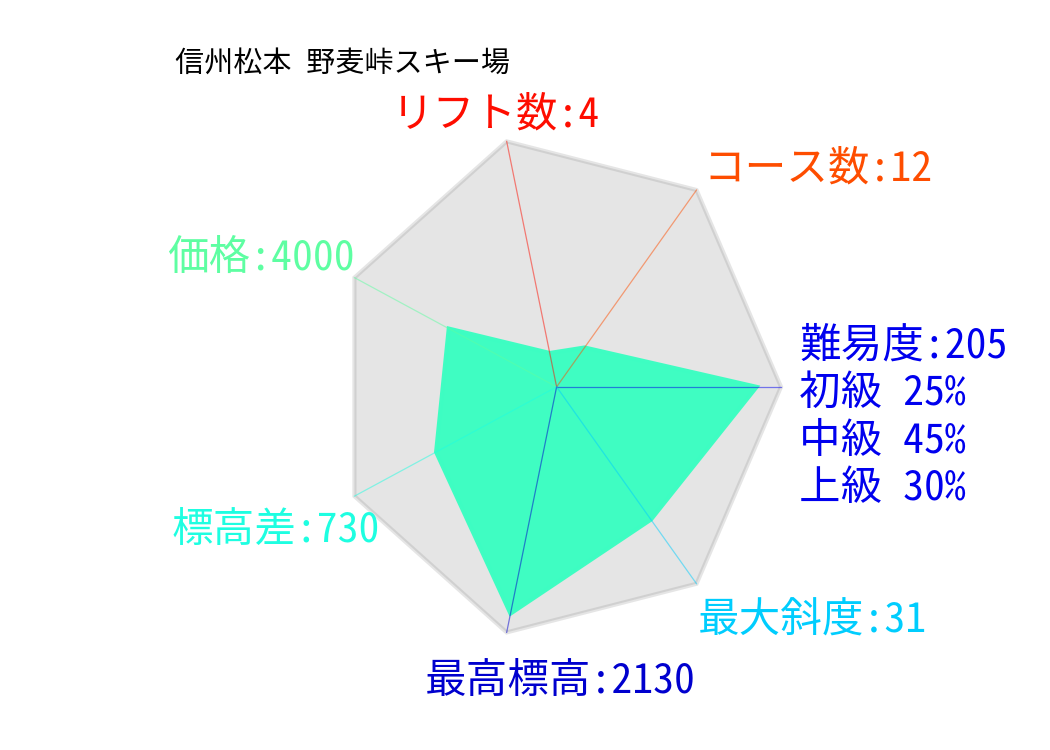 信州松本 野麦峠スキー場
リフト数:4
コース数:12
価格:4000
難易度:205
初級 25%
中級 45%
上級 30%
標高差:730
最大斜度:31
最高標高:2130